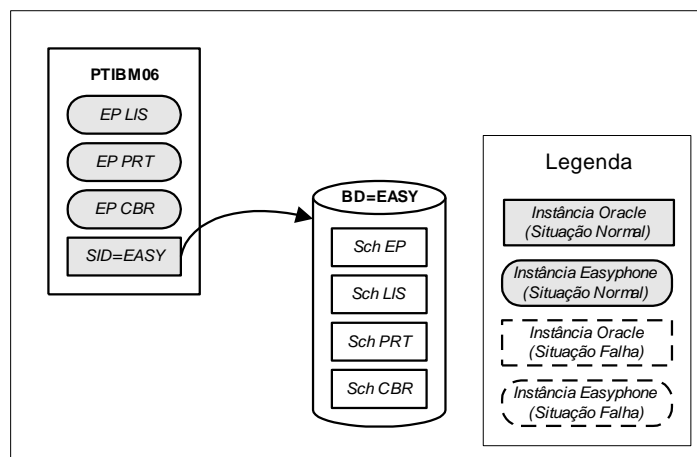 PTIBM06
EP LIS
EP PRT
EP CBR
SID=EASY
BD=EASY
Sch EP
Sch LIS
Sch PRT
Sch CBR
Legenda
Instância Oracle
(Situação Normal)
Instância Easyphone
(Situação Normal)
Instância Oracle
(Situação Falha)
Instância Easyphone
(Situação Falha)